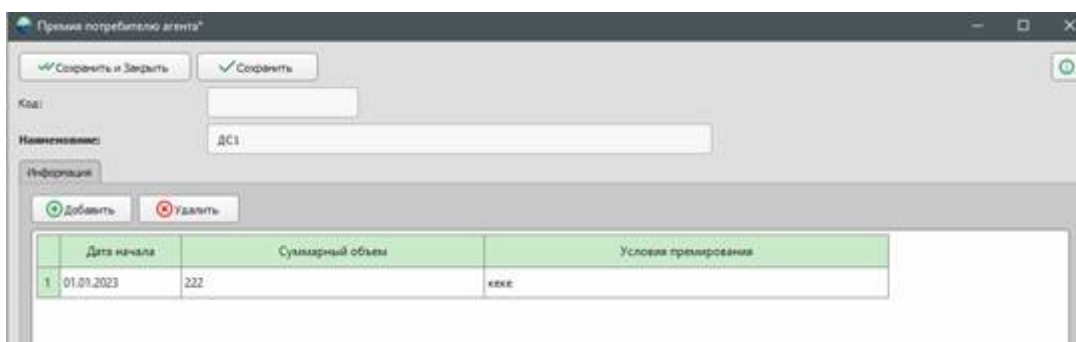 Премия потребителю агента*
Сохранить и Закрыть Сохранить
Код:
Наименование: ДС1
Информация
Добавить Удалить
Дата начала Суммарный объем Условия премирования
1 01.01.2023 222 кеке